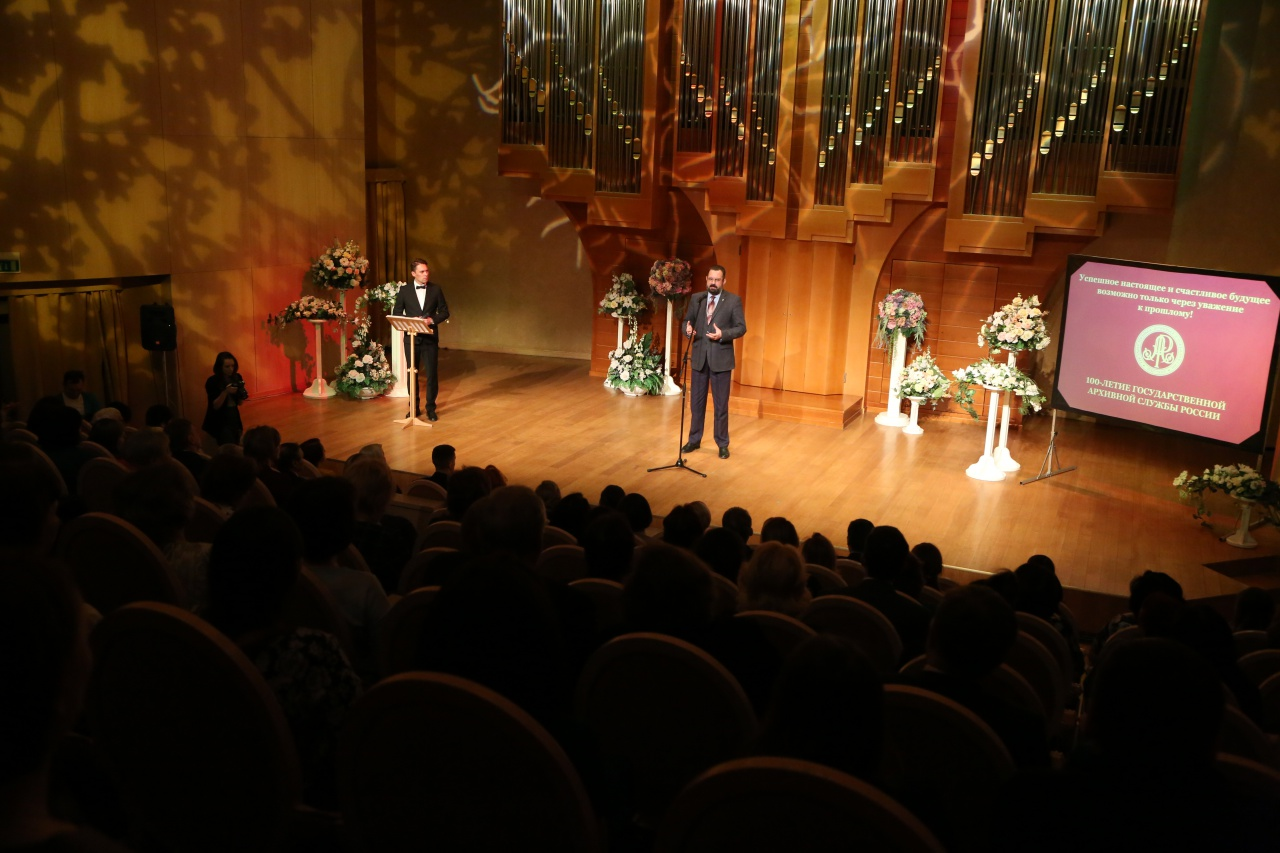 Успешное настоящее и счастливое будущее
возможно только через уважение
к прошлому!
100-ЛЕТИЕ ГОСУДАРСТВЕННОЙ
АРХИВНОЙ СЛУЖБЫ РОССИИ